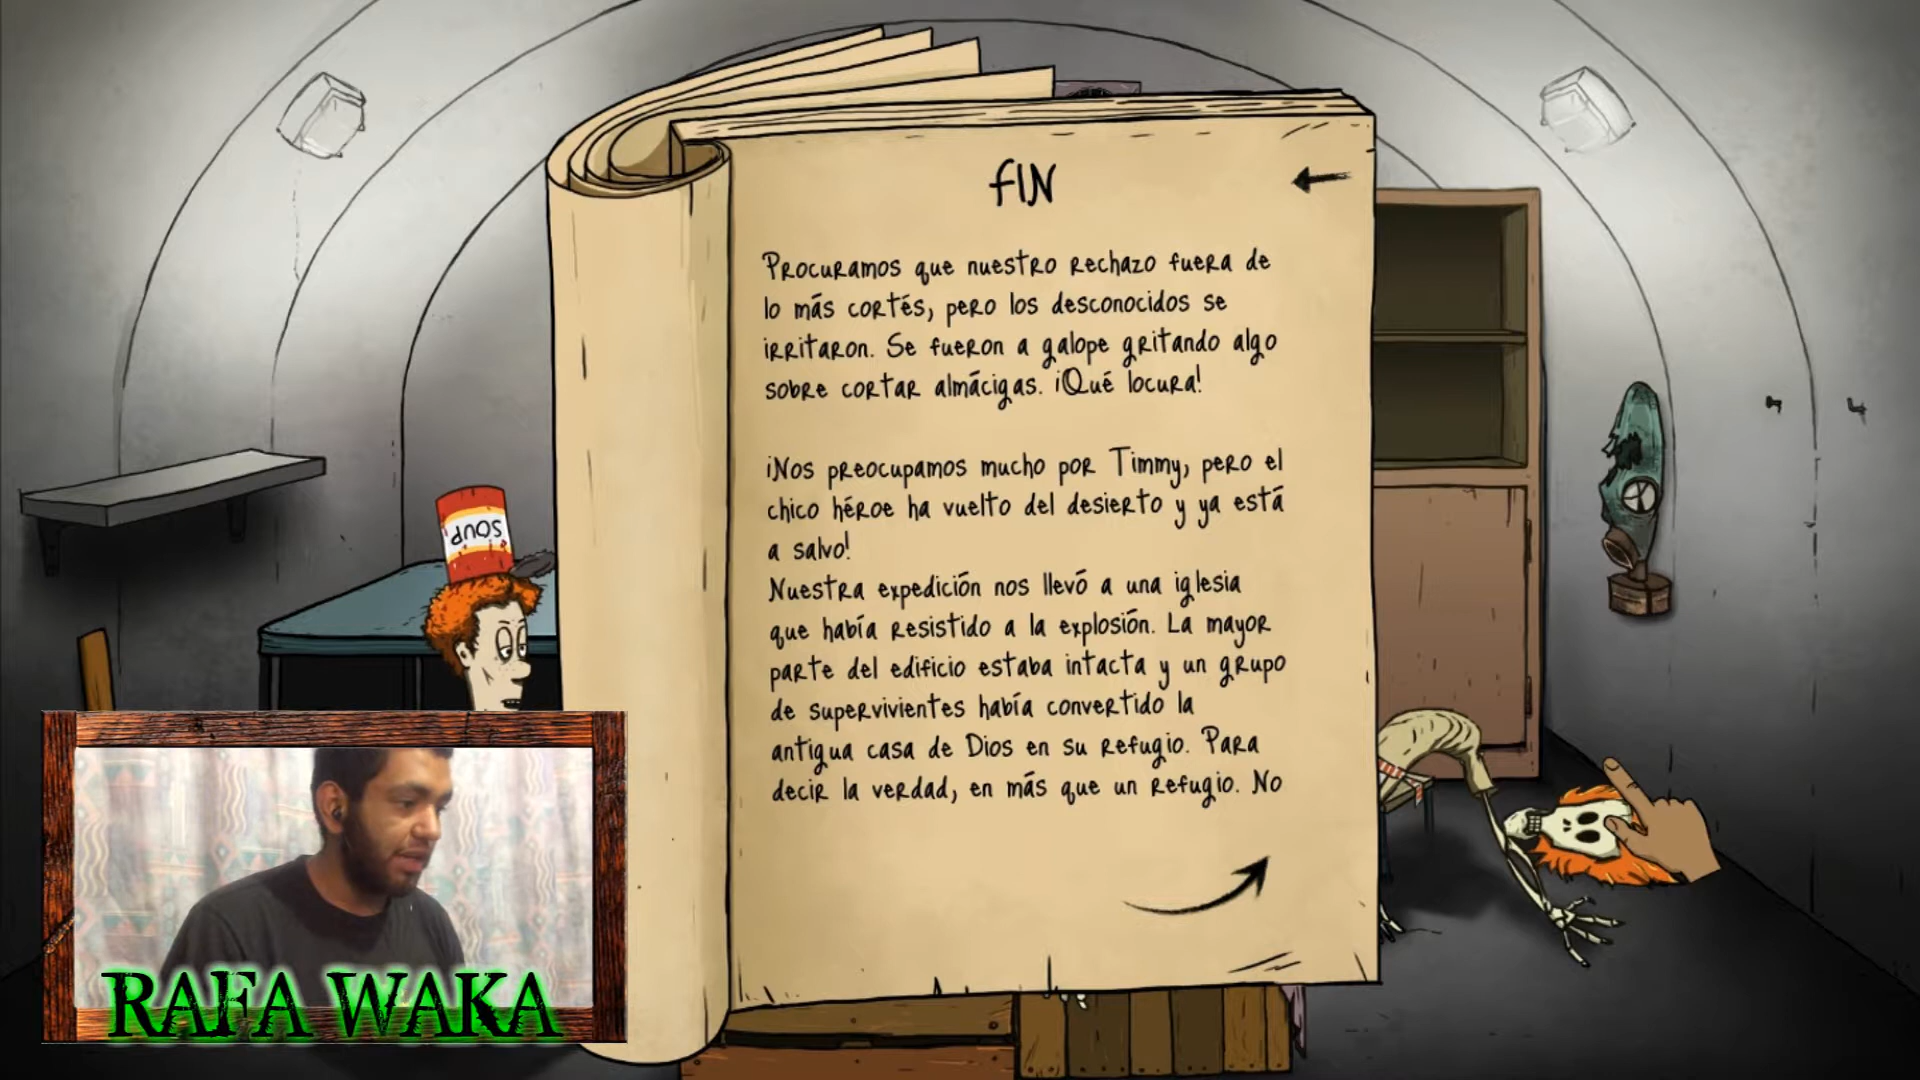 FIN
Procuramos que nuestro rechazo fuera de
lo más cortés, pero los desconocidos se
irritaron. Se fueron a galope gritando algo
sobre cortar almácigas. ¡Qué locura!
¡Nos preocupamos mucho por Timmy, pero el
chico héroe ha vuelto del desierto y ya está
a salvo!
Nuestra expedición nos llevó a una iglesia
que había resistido a la explosión. La mayor
parte del edificio estaba intacta y un grupo
de supervivientes había convertido la
antigua casa de Dios en su refugio. Para
decir la verdad, en más que un refugio. No
SOUP
RAFA WAKA